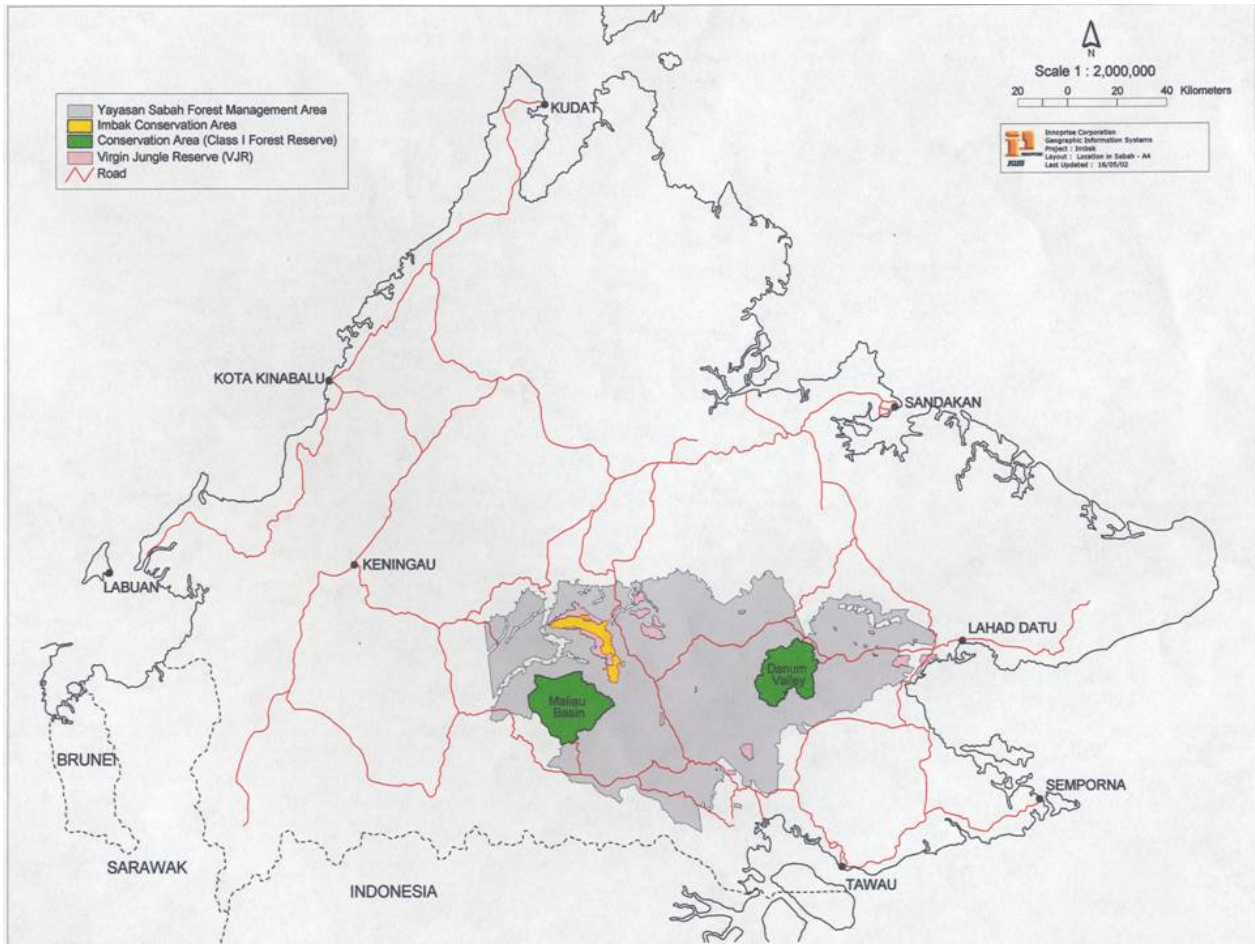 N
Scale 1 : 2,000,000
20 0 20 40 Kilometers
Yayasan Sabah Forest Management Area
Imbak Conservation Area
Conservation Area (Class I Forest Reserve)
Virgin Jungle Reserve (VJR)
Road
Innoprise Corporation
Geographic Information Systems
Project : Imbak
Layout : Location in Sabah - A4
Last Updated : 16/05/02
KUDAT
KOTA KINABALU
SANDAKAN
KENINGAU
LABUAN
LAHAD DATU
Danum
Valley
Maliau
Basin
BRUNEI
SEMPORNA
SARAWAK
INDONESIA
TAWAU